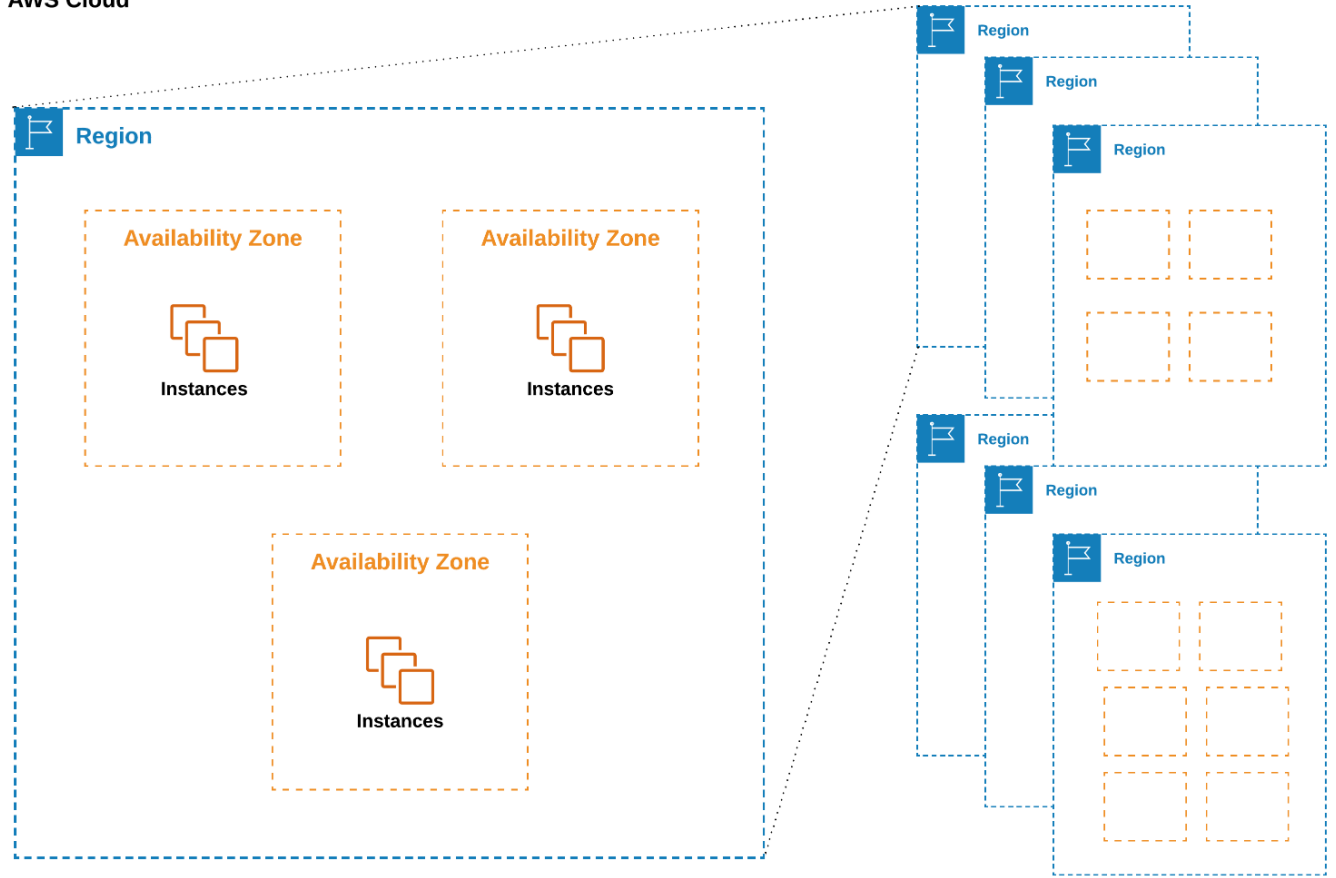 AWS Cloud
Region
Availability Zone
Instances
Availability Zone
Instances
Availability Zone
Instances
Region
Region
Region
Region
Region
Region